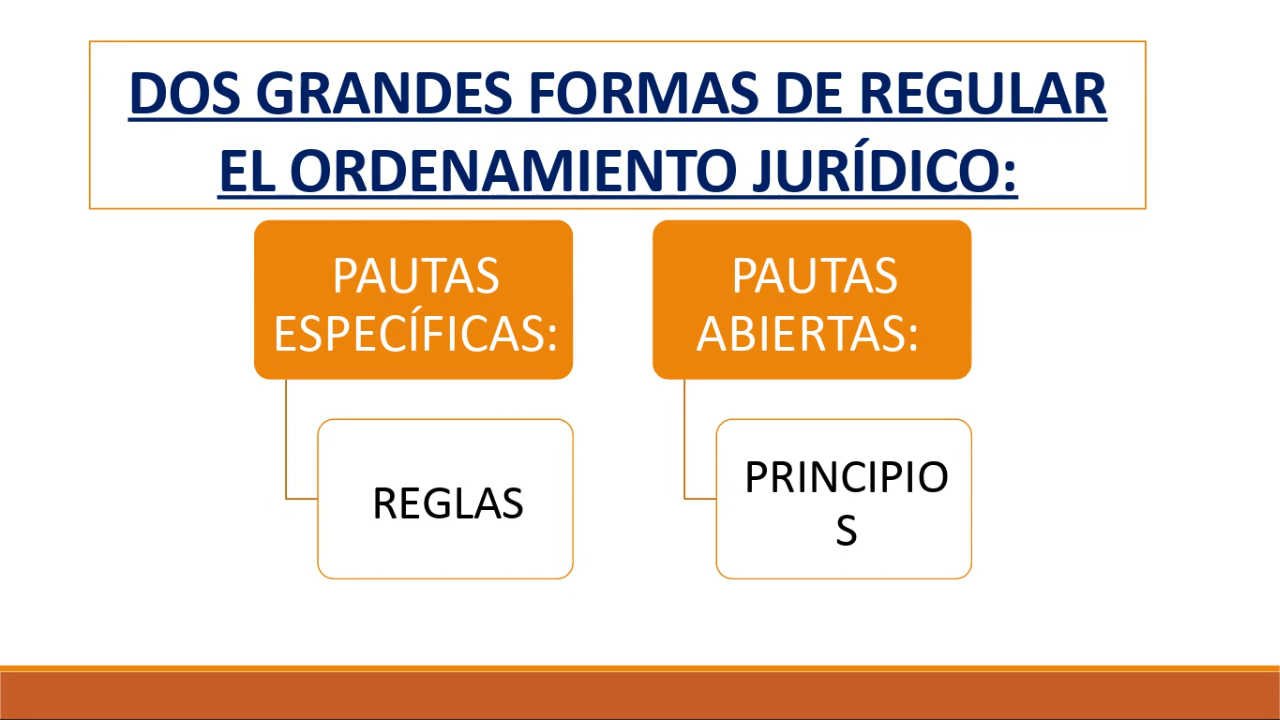 DOS GRANDES FORMAS DE REGULAR
EL ORDENAMIENTO JURÍDICO:
PAUTAS
ESPECÍFICAS:
REGLAS
PAUTAS
ABIERTAS:
PRINCIPIO
S